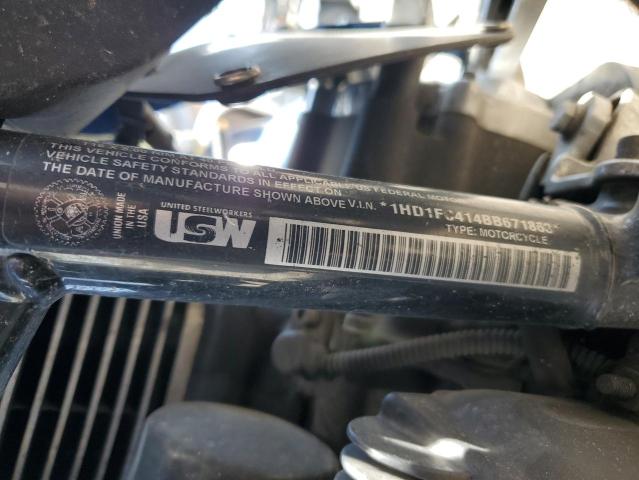 THIS VEHICLE CONFORMS TO ALL APPLICABLE US FEDERAL MOTOR
VEHICLE SAFETY STANDARDS IN EFFECT ON
THE DATE OF MANUFACTURE SHOWN ABOVE V.I.N.
TYPE: MOTORCYCLE
UNION MADE
IN THE
USA
UNITED STEELWORKERS
USW